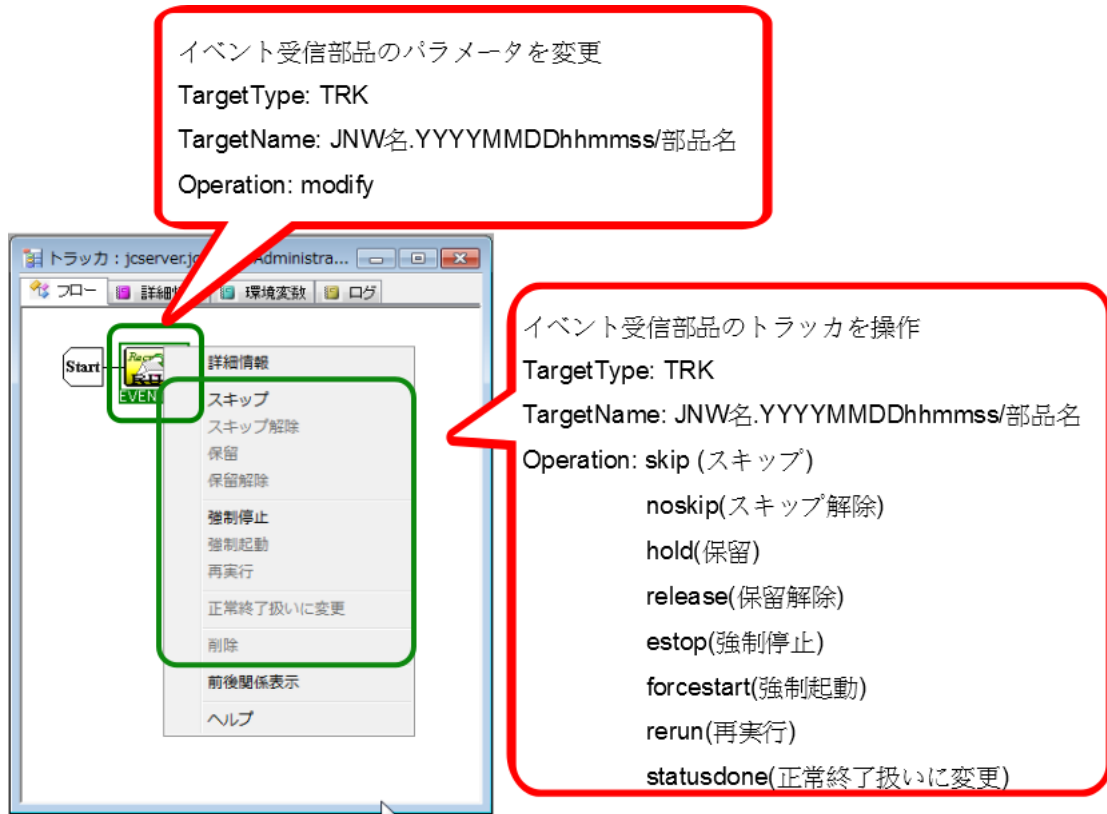 イベント受信部品のパラメータを変更
TargetType: TRK
TargetName: JNW名.YYYYMMDDhhmmss/部品名
Operation: modify
トラッカ : jcserver.jc Administra...
フロー 詳細情 環境変数 ログ
Start
EVEN
詳細情報
スキップ
スキップ解除
保留
保留解除
強制停止
強制起動
再実行
正常終了扱いに変更
削除
前後関係表示
ヘルプ
イベント受信部品のトラッカを操作
TargetType: TRK
TargetName: JNW名.YYYYMMDDhhmmss/部品名
Operation: skip (スキップ)
noskip(スキップ解除)
hold(保留)
release(保留解除)
estop(強制停止)
forcestart(強制起動)
rerun(再実行)
statusdone(正常終了扱いに変更)